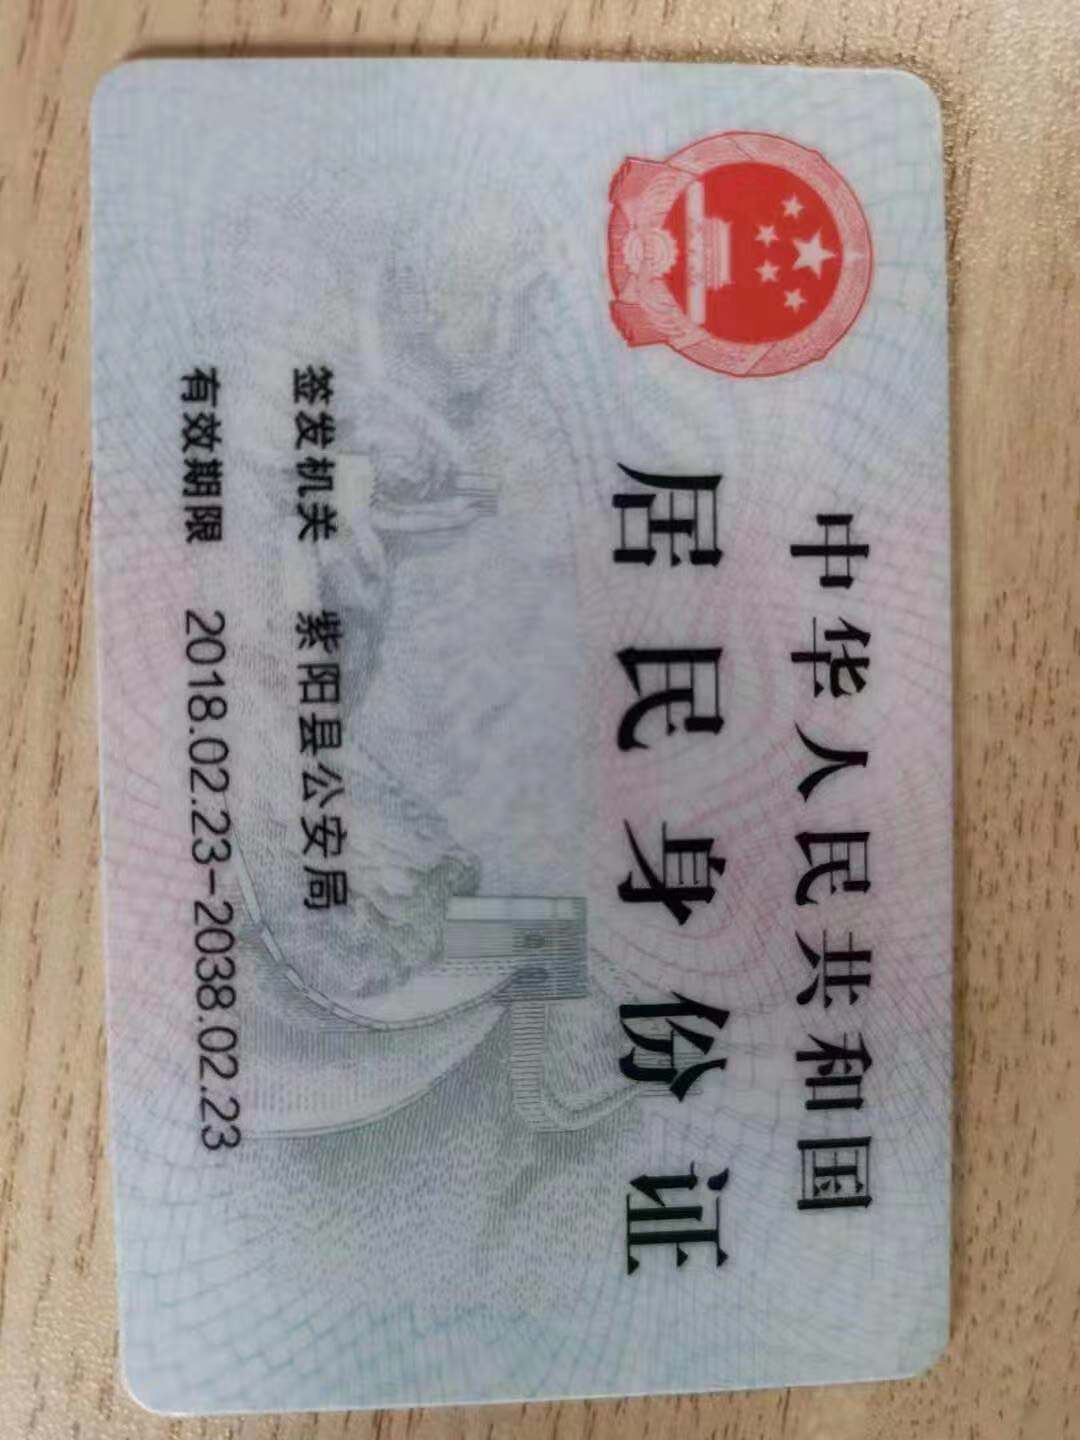 中华人民共和国
居民身份证
签发机关 紫阳县公安局
有效期限 2018.02.23-2038.02.23